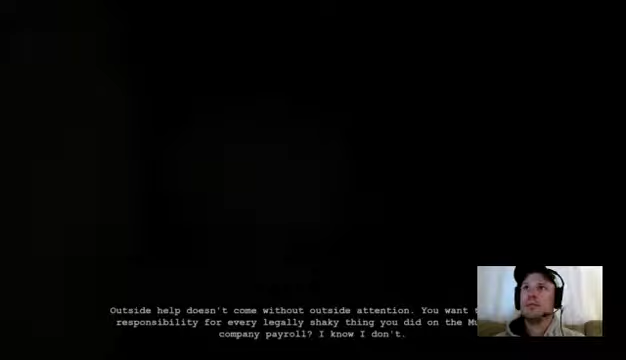 Outside help doesn't come without outside attention. You want
responsibility for every legally shaky thing you did on the
company payroll? I know I don't.